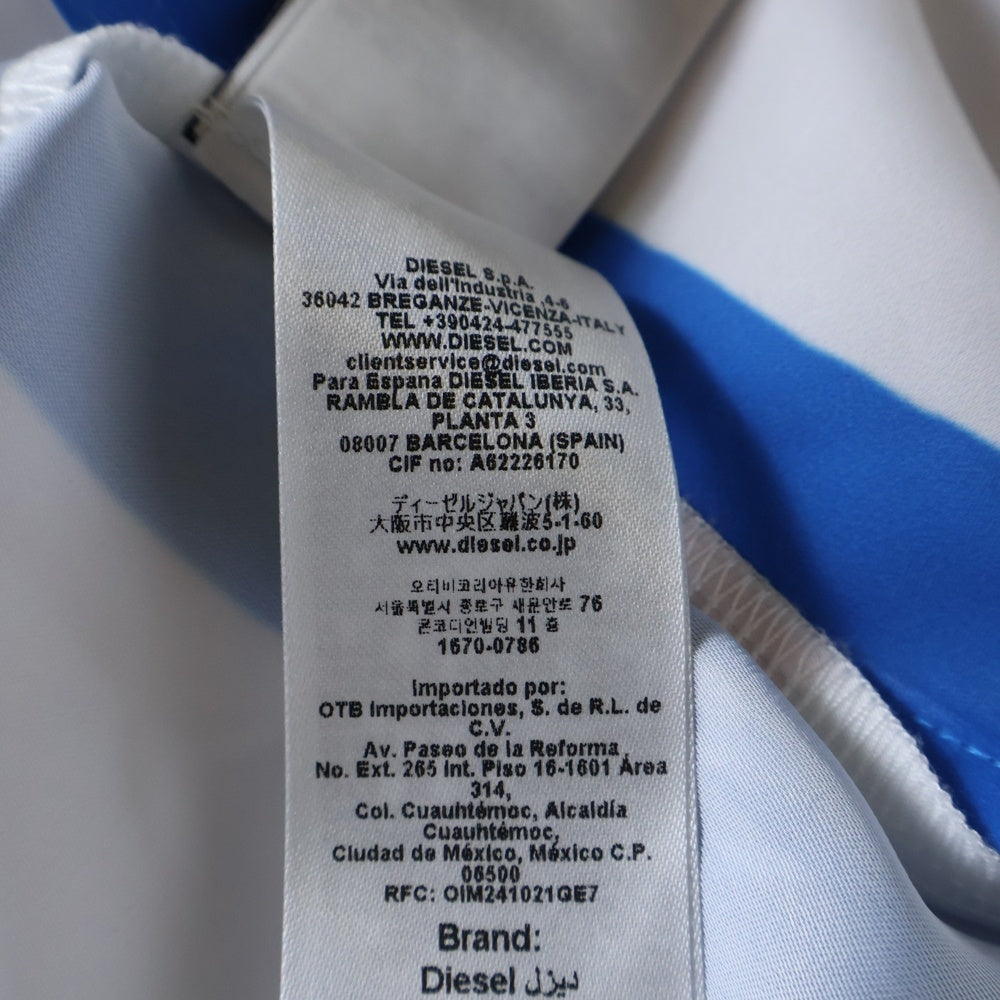 DIESEL S.p.A.
Via dell'Industria ,4-6
36042 BREGANZE-VICENZA-ITALY
TEL +390424-477555
WWW.DIESEL.COM
clientservice@diesel.com
Para Espana DIESEL IBERIA S.A.
RAMBLA DE CATALUNYA, 33,
PLANTA 3
08007 BARCELONA (SPAIN)
CIF no: A62226170
ディーゼルジャパン(株)
大阪市中央区難波5-1-60
www.diesel.co.jp
오티비코리아유한회사
서울특별시 종로구 새문안로 76
콘코디언빌딩 11 층
1670-0786
Importado por:
OTB Importaciones, S. de R.L. de
C.V.
Av. Paseo de la Reforma,
No. Ext. 265 Int. Piso 16-1601 Área
314,
Col. Cuauhtémoc, Alcaldía
Cuauhtémoc,
Ciudad de México, México C.P.
06500
RFC: OIM241021GE7
Brand:
Diesel ديزل